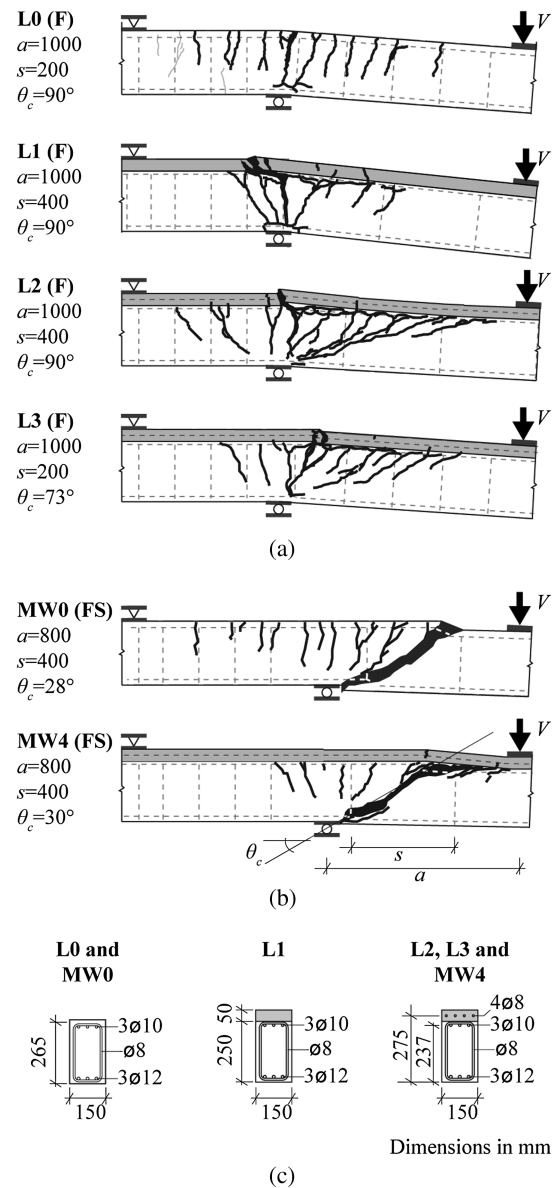 (a)
L0 (F)
a=1000
s=200
θc=90°
V
L1 (F)
a=1000
s=400
θc=90°
V
L2 (F)
a=1000
s=400
θc=90°
V
L3 (F)
a=1000
s=200
θc=73°
V
(a)
(b)
MW0 (FS)
a=800
s=400
θc=28°
V
MW4 (FS)
a=800
s=400
θc=30°
V
θc
s
a
(b)
(c)
L0 and
MW0
265
3ø10
ø8
3ø12
150
L1
50
250
3ø10
ø8
3ø12
150
L2, L3 and
MW4
275
237
4ø8
3ø10
ø8
3ø12
150
Dimensions in mm
(c)